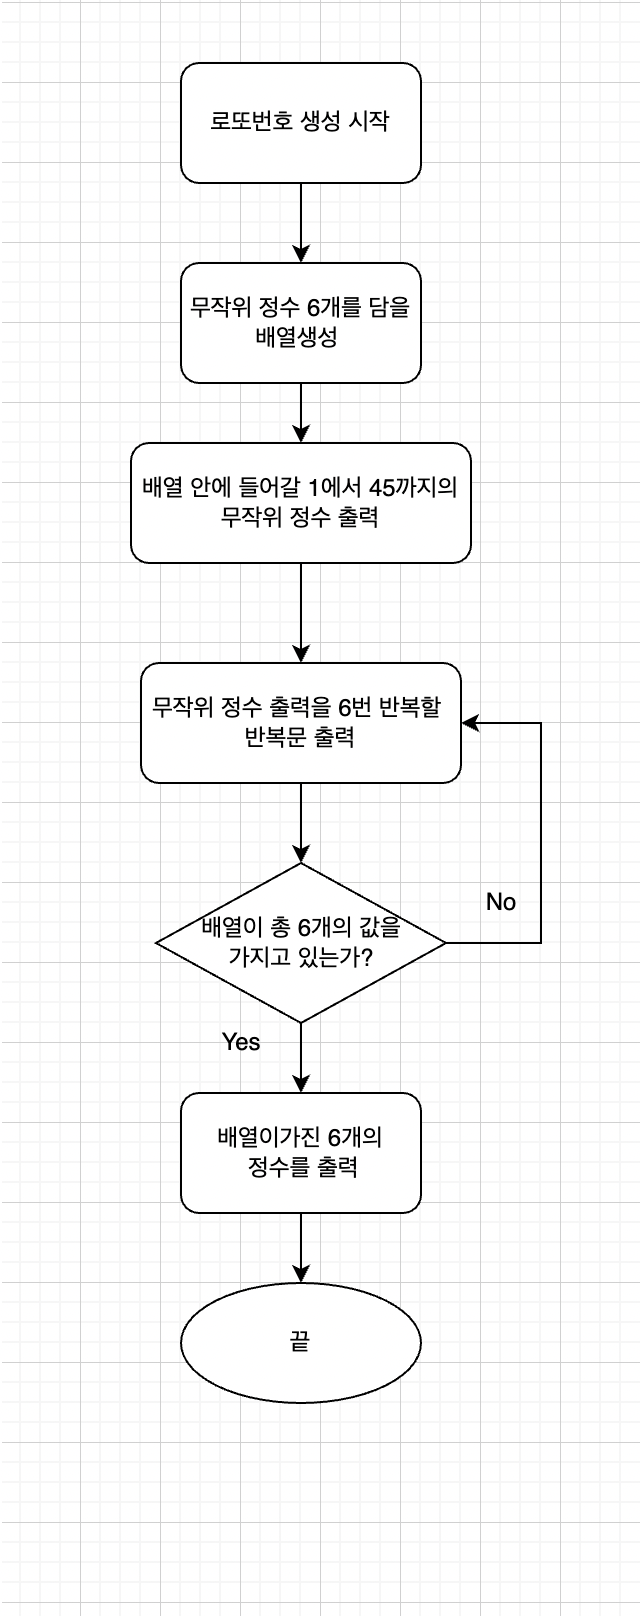 로또번호 생성 시작
무작위 정수 6개를 담을
배열생성
배열 안에 들어갈 1에서 45까지의
무작위 정수 출력
무작위 정수 출력을 6번 반복할
반복문 출력
배열이 총 6개의 값을
가지고 있는가?
No
Yes
배열이가진 6개의
정수를 출력
끝